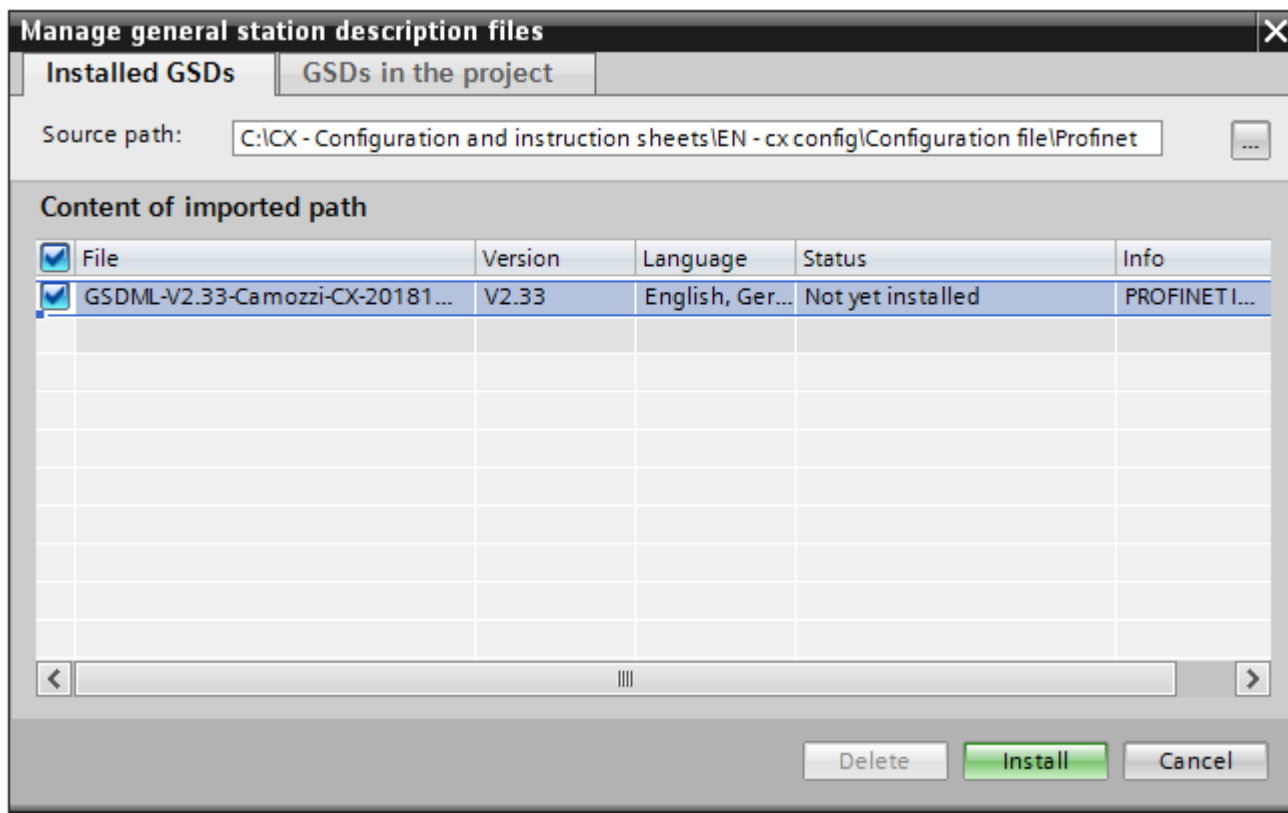 Manage general station description files
Installed GSDs GSDs in the project
Source path: C:\CX - Configuration and instruction sheets\EN - cx config\Configuration file\Profinet ...
Content of imported path
File Version Language Status Info
GSDML-V2.33-Camozzi-CX-20181... V2.33 English, Ger... Not yet installed PROFINET I...
Delete Install Cancel